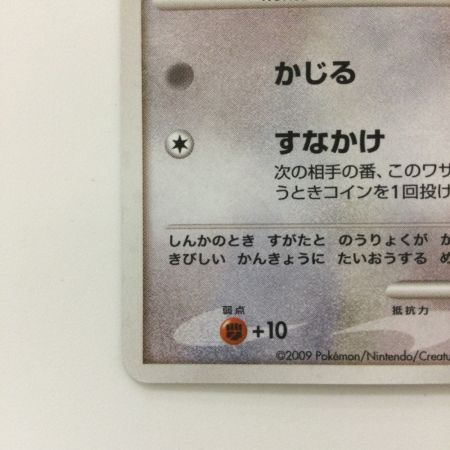 かじる
すなかけ
次の相手の番、このワザ
うときコインを1回投げ
しんかのとき すがたと のうりょくが か
きびしい かんきょうに たいおうする め
弱点
抵抗力
+10
©2009 Pokémon/Nintendo/Creatu